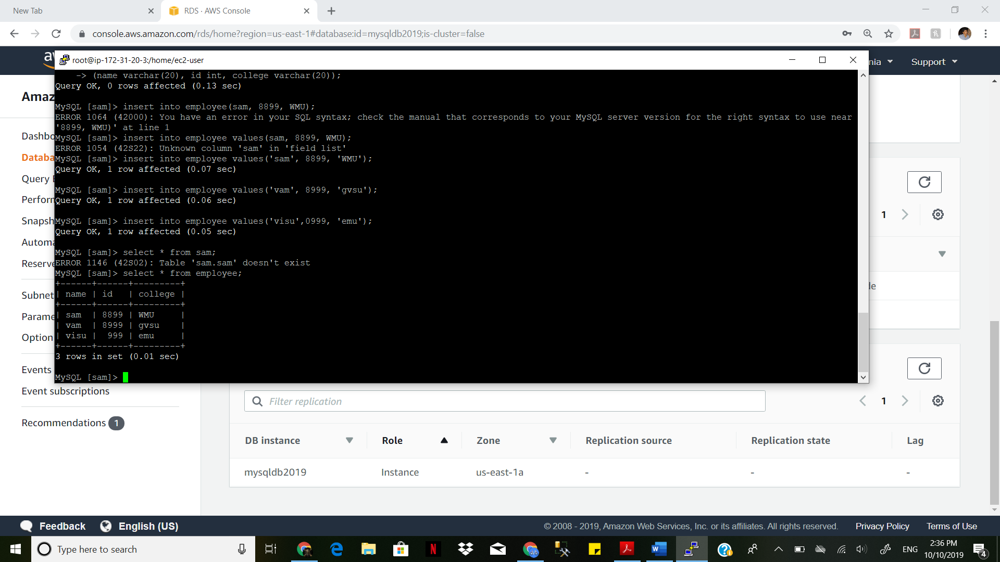 New Tab
RDS · AWS Console
console.aws.amazon.com/rds/home?region=us-east-1#database:id=mysqldb2019;is-cluster=false
root@ip-172-31-20-3:/home/ec2-user
Support
-> (name varchar(20), id int, college varchar(20));
Query OK, 0 rows affected (0.13 sec)
MySQL [sam]> insert into employee(sam, 8899, WMU);
ERROR 1064 (42000): You have an error in your SQL syntax; check the manual that corresponds to your MySQL server version for the right syntax to use near
'8899, WMU)' at line 1
MySQL [sam]> insert into employee values(sam, 8899, WMU);
ERROR 1054 (42S22): Unknown column 'sam' in 'field list'
MySQL [sam]> insert into employee values('sam', 8899, 'WMU');
Query OK, 1 row affected (0.07 sec)
MySQL [sam]> insert into employee values('vam', 8999, 'gvsu');
Query OK, 1 row affected (0.06 sec)
MySQL [sam]> insert into employee values('visu',0999, 'emu');
Query OK, 1 row affected (0.05 sec)
MySQL [sam]> select * from sam;
ERROR 1146 (42S02): Table 'sam.sam' doesn't exist
MySQL [sam]> select * from employee;
+------+------+---------+
| name | id   | college |
+------+------+---------+
| sam  | 8899 | WMU     |
| vam  | 8999 | gvsu    |
| visu |  999 | emu     |
+------+------+---------+
3 rows in set (0.01 sec)
MySQL [sam]>
Query
Subnet
Option
Events
Event subscriptions
Recommendations 1
1
Filter replication
1
DB instance Role Zone Replication source Replication state Lag
mysqldb2019 Instance us-east-1a - - -
Feedback English (US)
© 2008 - 2019, Amazon Web Services, Inc. or its affiliates. All rights reserved. Privacy Policy Terms of Use
Type here to search
ENG
2:36 PM
10/10/2019
4